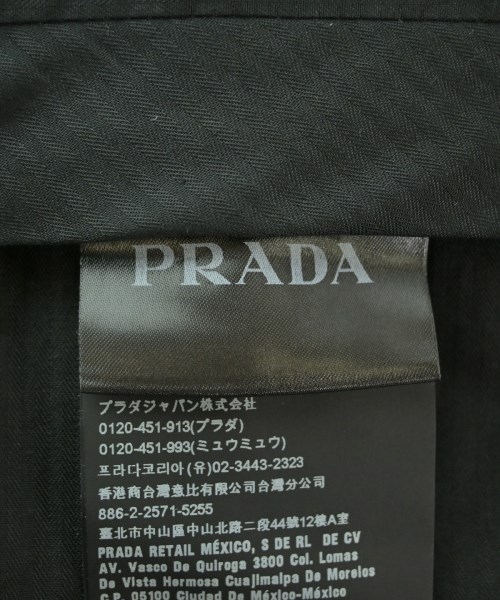 PRADA
プラダジャパン株式会社
0120-451-913(プラダ)
0120-451-993(ミュウミュウ)
프라다코리아(유)02-3443-2323
香港商台灣意比有限公司台灣分公司
886-2-2571-5255
臺北市中山區中山北路二段44號12樓A室
PRADA RETAIL MÉXICO, S DE RL DE CV
AV. Vasco De Quiroga 3800 Col. Lomas
De Vista Hermosa Cuajimalpa De Morelos
C.P. 05100 Ciudad De México-México